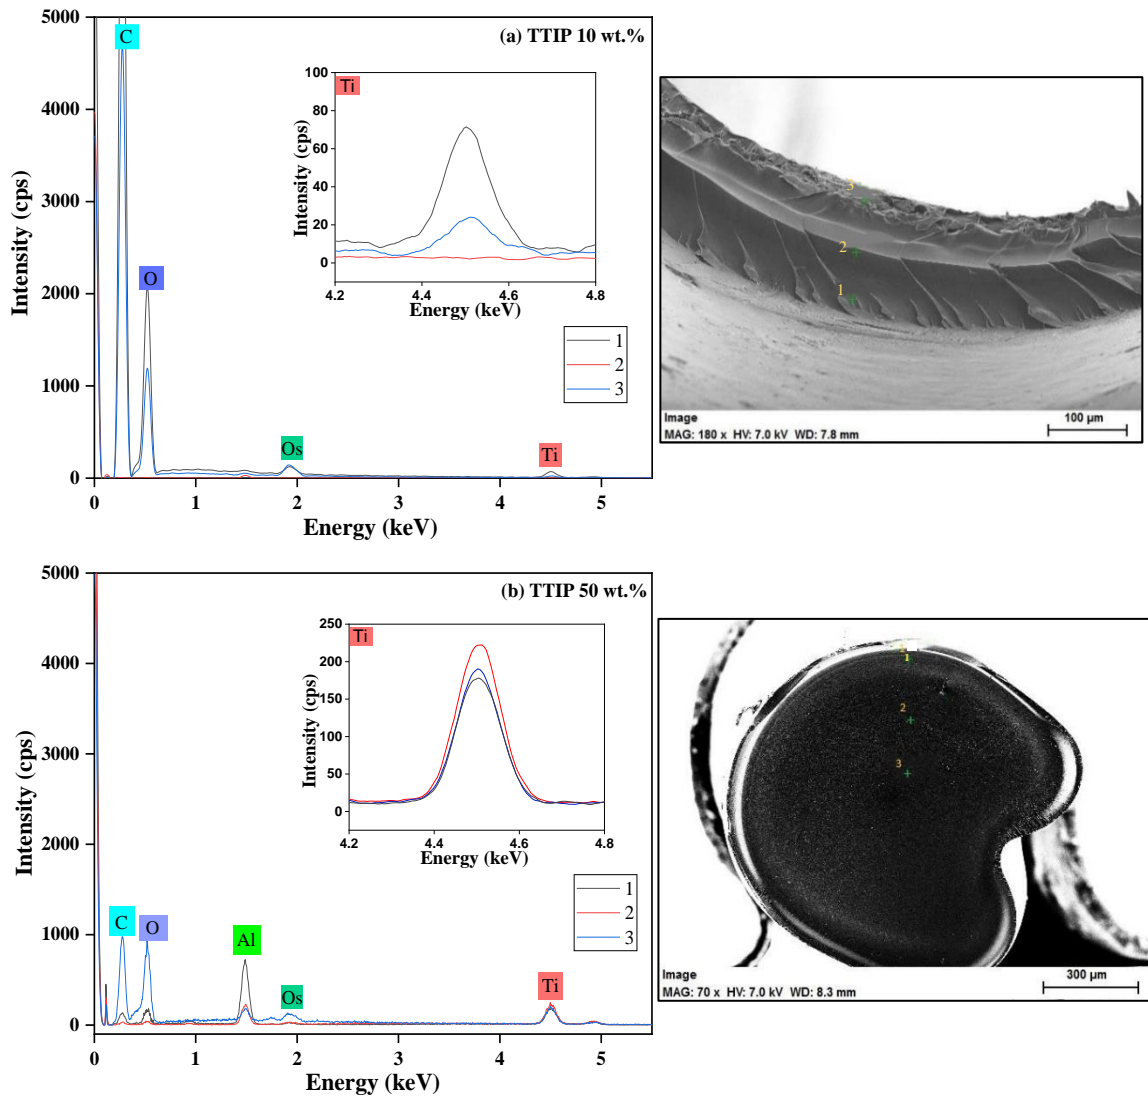 (a) TTIP 10 wt.%
Intensity (cps)
5000
4000
3000
2000
1000
0
C
O
Os
Ti
Ti
Intensity (cps)
100
80
60
40
20
0
4.2 4.4 4.6 4.8
Energy (keV)
1
2
3
0 1 2 3 4 5
Energy (keV)
3
2
1
Image
MAG: 180 x HV: 7.0 kV WD: 7.8 mm
100 µm
(b) TTIP 50 wt.%
Intensity (cps)
5000
4000
3000
2000
1000
0
C
O
Al
Os
Ti
Ti
Intensity (cps)
250
200
150
100
50
0
4.2 4.4 4.6 4.8
Energy (keV)
1
2
3
0 1 2 3 4 5
Energy (keV)
1
2
3
Image
MAG: 70 x HV: 7.0 kV WD: 8.3 mm
300 µm